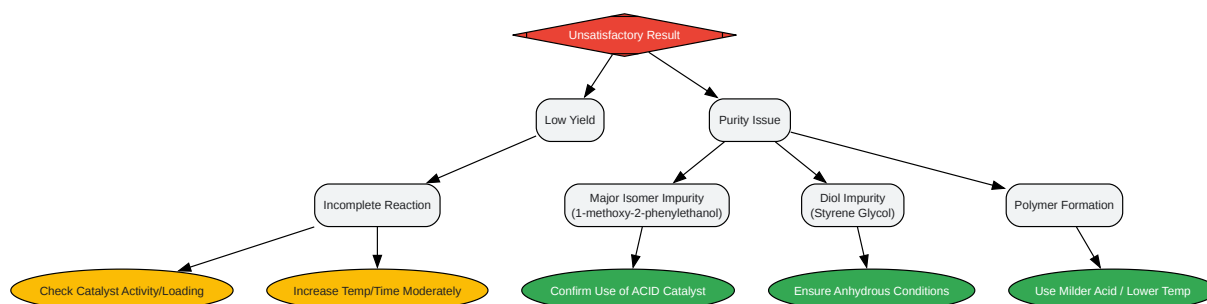 Unsatisfactory Result
Low Yield
Purity Issue
Incomplete Reaction
Major Isomer Impurity
(1-methoxy-2-phenylethanol)
Diol Impurity
(Styrene Glycol)
Polymer Formation
Check Catalyst Activity/Loading
Increase Temp/Time Moderately
Confirm Use of ACID Catalyst
Ensure Anhydrous Conditions
Use Milder Acid / Lower Temp